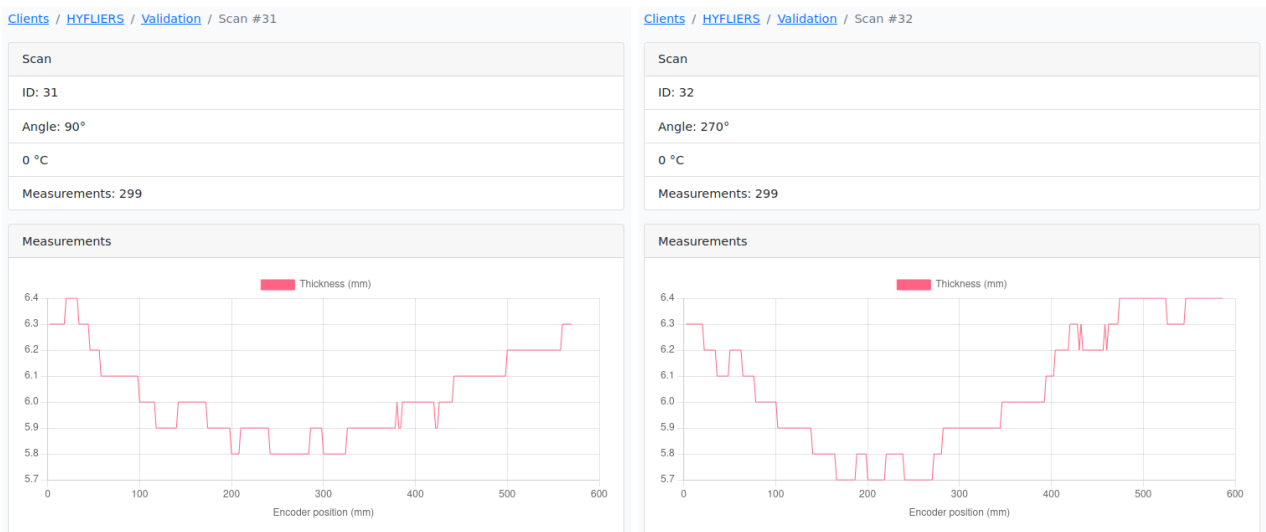 Clients / HYFLIERS / Validation / Scan #31
Scan
ID: 31
Angle: 90°
0 °C
Measurements: 299
Measurements
Thickness (mm)
6.4
6.3
6.2
6.1
6.0
5.9
5.8
5.7
0 100 200 300 400 500 600
Encoder position (mm)
Clients / HYFLIERS / Validation / Scan #32
Scan
ID: 32
Angle: 270°
0 °C
Measurements: 299
Measurements
Thickness (mm)
6.4
6.3
6.2
6.1
6.0
5.9
5.8
5.7
0 100 200 300 400 500 600
Encoder position (mm)